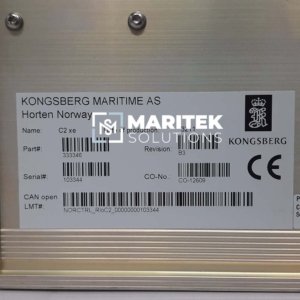 MARITEK
SOLUTIONS
KONGSBERG MARITIME AS
Horten Norway
Name: C2 xe production
Part#: Revision:
333346 B3
Serial#: CO-No.:
103344 CO-12609
CAN open
LMT#: NORCTRL_RIoC2_00000000103344
KONGSBERG
CE